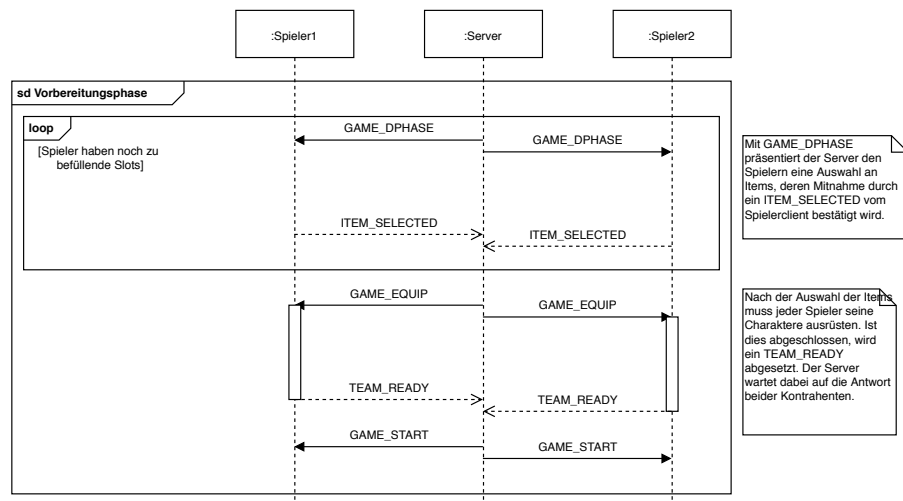 :Spieler1
:Server
:Spieler2
sd Vorbereitungsphase
loop
[Spieler haben noch zu
befüllende Slots]
GAME_DPHASE
GAME_DPHASE
ITEM_SELECTED
ITEM_SELECTED
Mit GAME_DPHASE
präsentiert der Server den
Spielern eine Auswahl an
Items, deren Mitnahme durch
ein ITEM_SELECTED vom
Spielerclient bestätigt wird.
GAME_EQUIP
GAME_EQUIP
TEAM_READY
TEAM_READY
GAME_START
GAME_START
Nach der Auswahl der Items
muss jeder Spieler seine
Charaktere ausrüsten. Ist
dies abgeschlossen, wird
ein TEAM_READY
abgesetzt. Der Server
wartet dabei auf die Antwort
beider Kontrahenten.